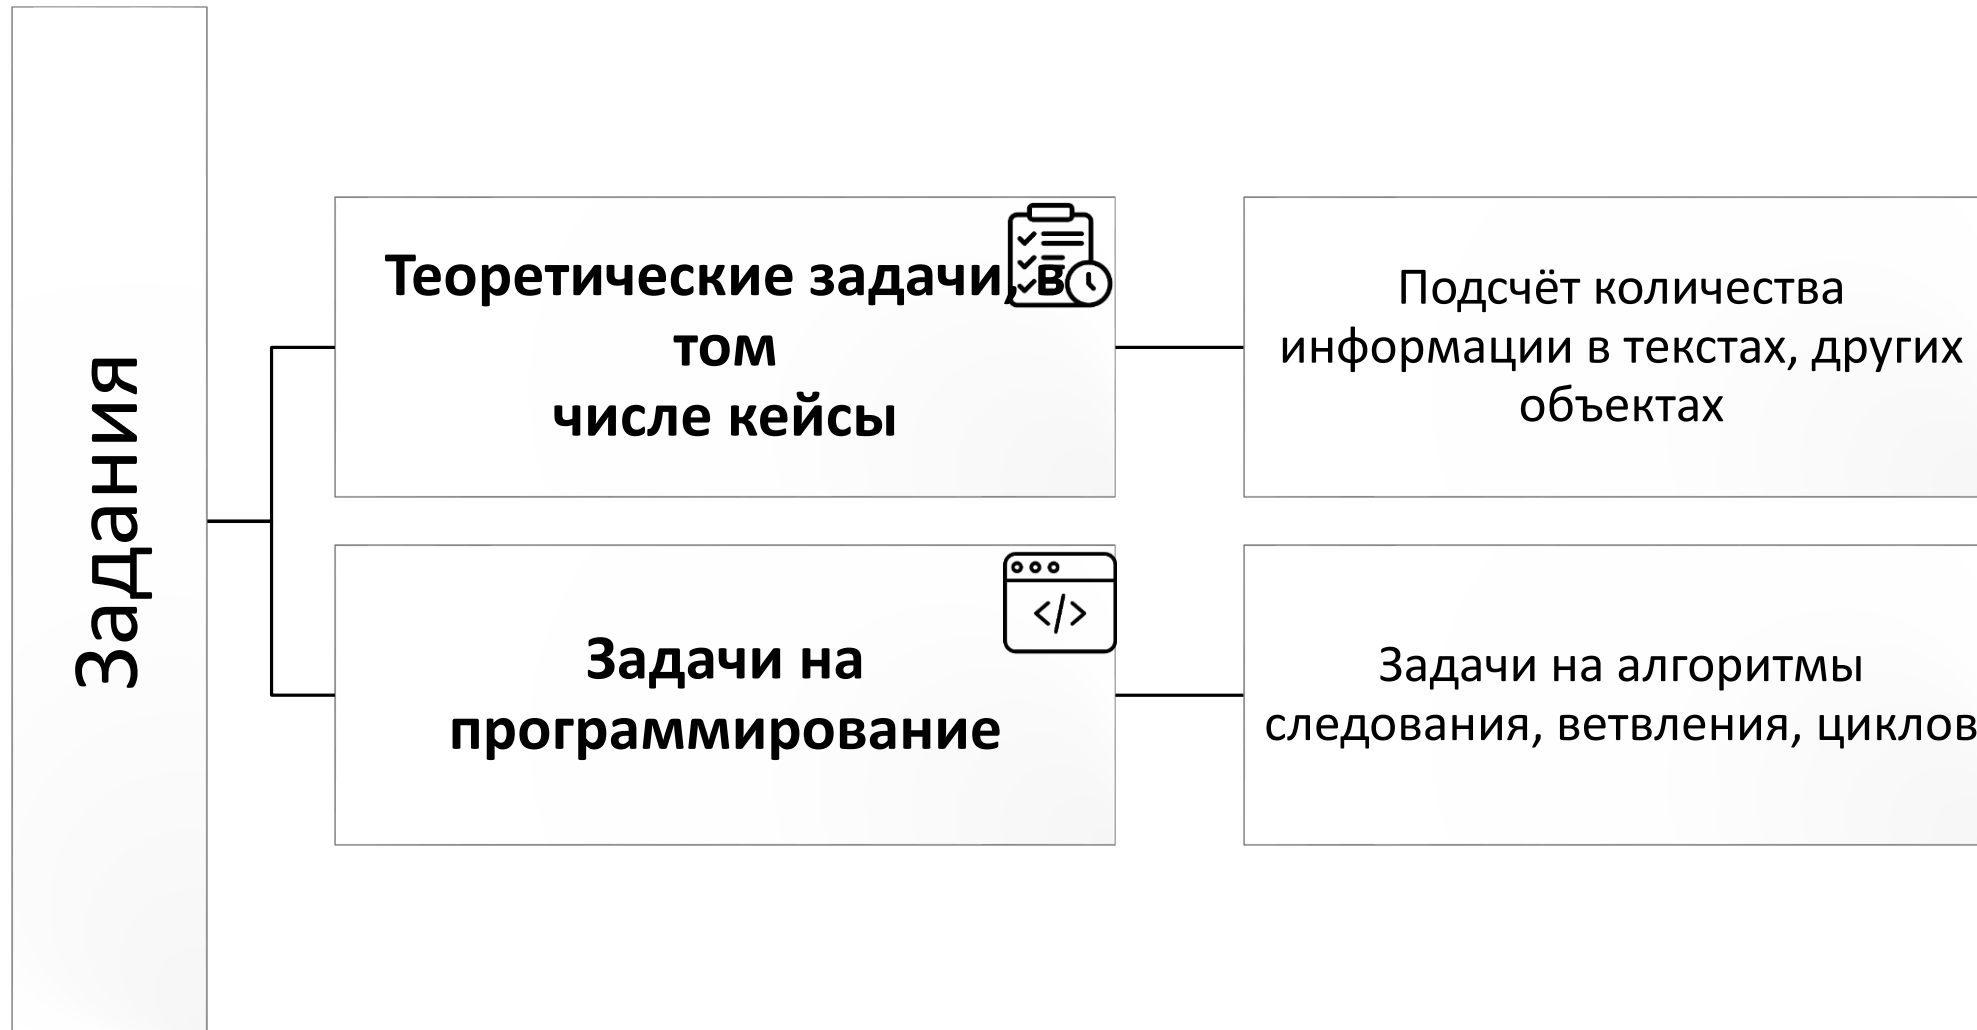 Задания
Теоретические задачи, в
том
числе кейсы
Подсчёт количества
информации в текстах, других
объектах
</>
Задачи на
программирование
Задачи на алгоритмы
следования, ветвления, циклов